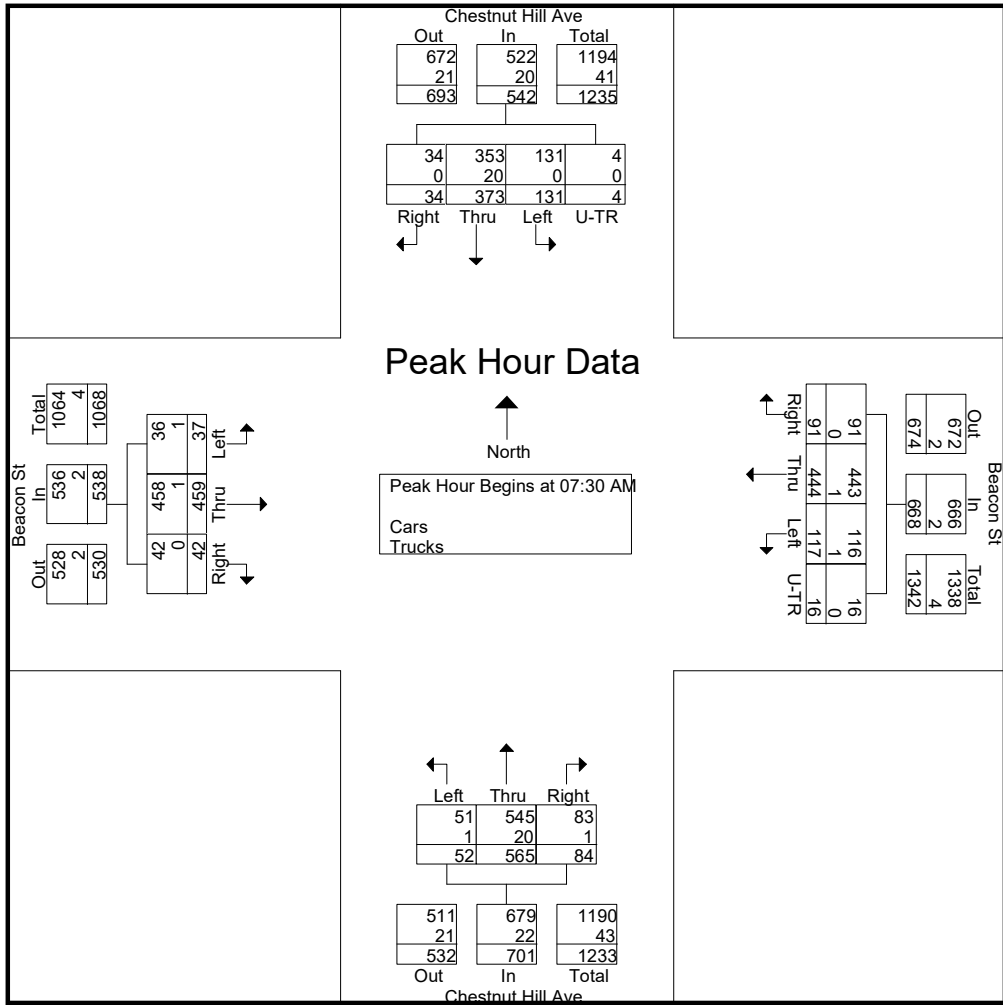 Chestnut Hill Ave
Out In Total
672 522 1194
21 20 41
693 542 1235
34 353 131 4
0 20 0 0
34 373 131 4
Right Thru Left U-TR
Peak Hour Data
North
Peak Hour Begins at 07:30 AM
Cars
Trucks
Beacon St
Total In Out
1064 536 528
4 2 2
1068 538 530
36 458 42
1 1 0
37 459 42
Left Thru Right
Beacon St
Out In Total
672 666 1338
2 2 4
674 668 1342
91 443 116 16
0 1 1 0
91 444 117 16
Right Thru Left U-TR
Left Thru Right
51 545 83
1 20 1
52 565 84
511 679 1190
21 22 43
532 701 1233
Out In Total
Chestnut Hill Ave